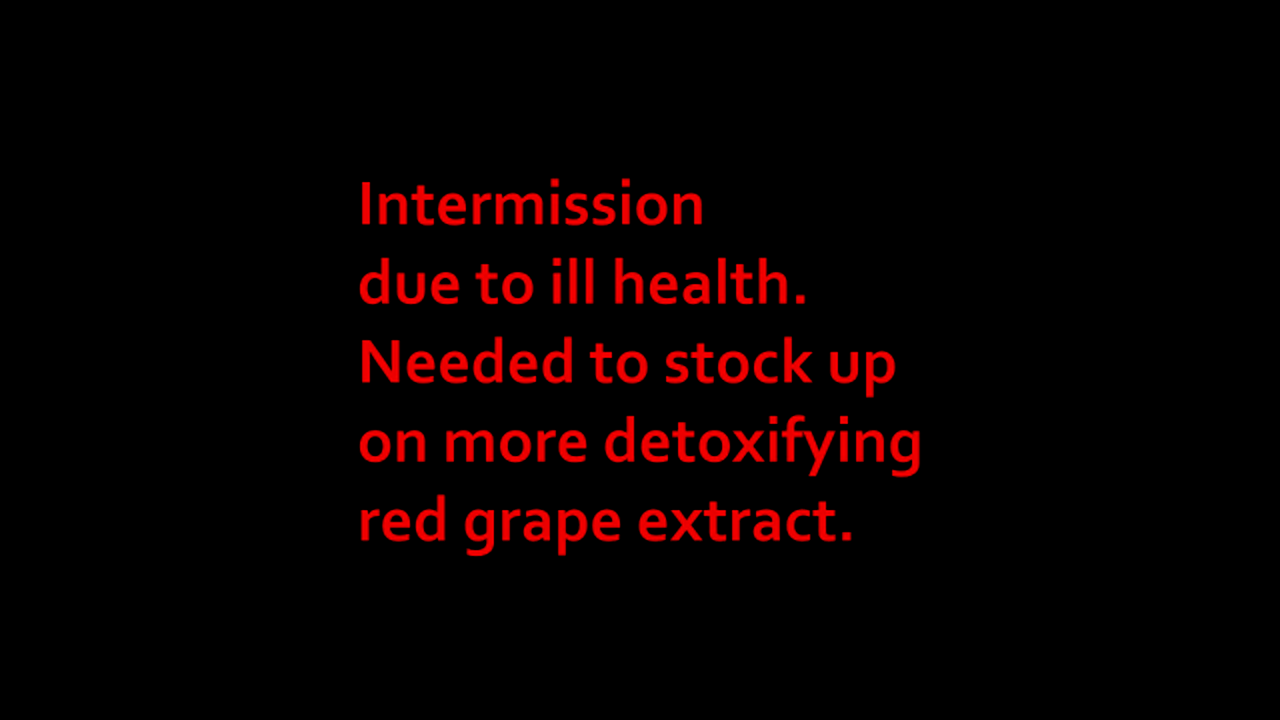 Intermission
due to ill health.
Needed to stock up
on more detoxifying
red grape extract.